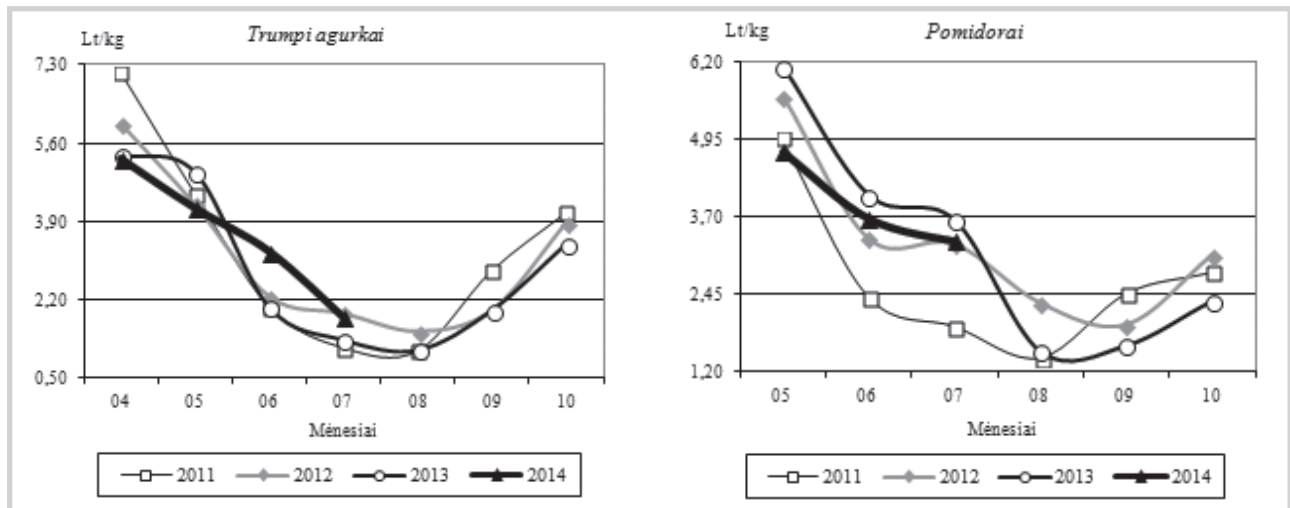 Trumpi agurkai
Lt/kg
7,30
5,60
3,90
2,20
0,50
04 05 06 07 08 09 10
Mėnesiai
2011 2012 2013 2014
Pomidorai
Lt/kg
6,20
4,95
3,70
2,45
1,20
05 06 07 08 09 10
Mėnesiai
2011 2012 2013 2014